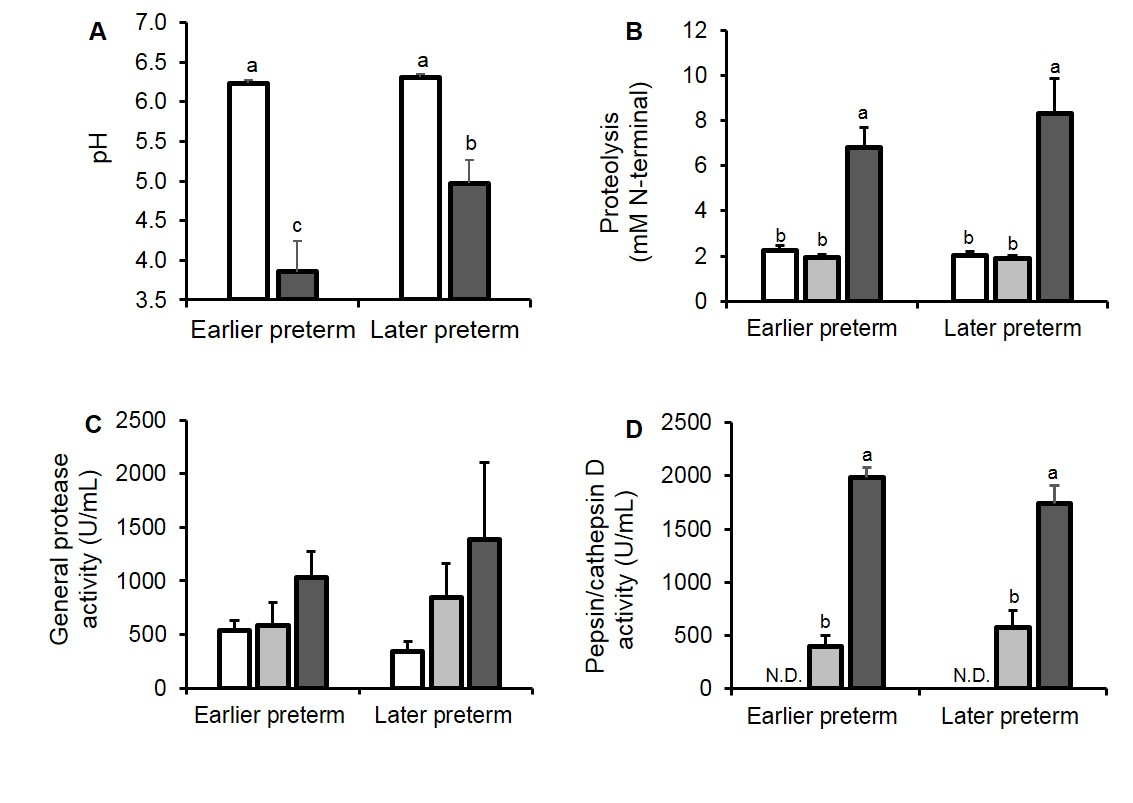 A
pH
7.0
6.5
6.0
5.5
5.0
4.5
4.0
3.5
a
c
a
b
Earlier preterm
Later preterm
B
Proteolysis
(mM N-terminal)
12
10
8
6
4
2
0
b
b
a
b
b
a
Earlier preterm
Later preterm
C
General protease
activity (U/mL)
2500
2000
1500
1000
500
0
Earlier preterm
Later preterm
D
Pepsin/cathepsin D
activity (U/mL)
2500
2000
1500
1000
500
0
N.D.
b
a
N.D.
b
a
Earlier preterm
Later preterm